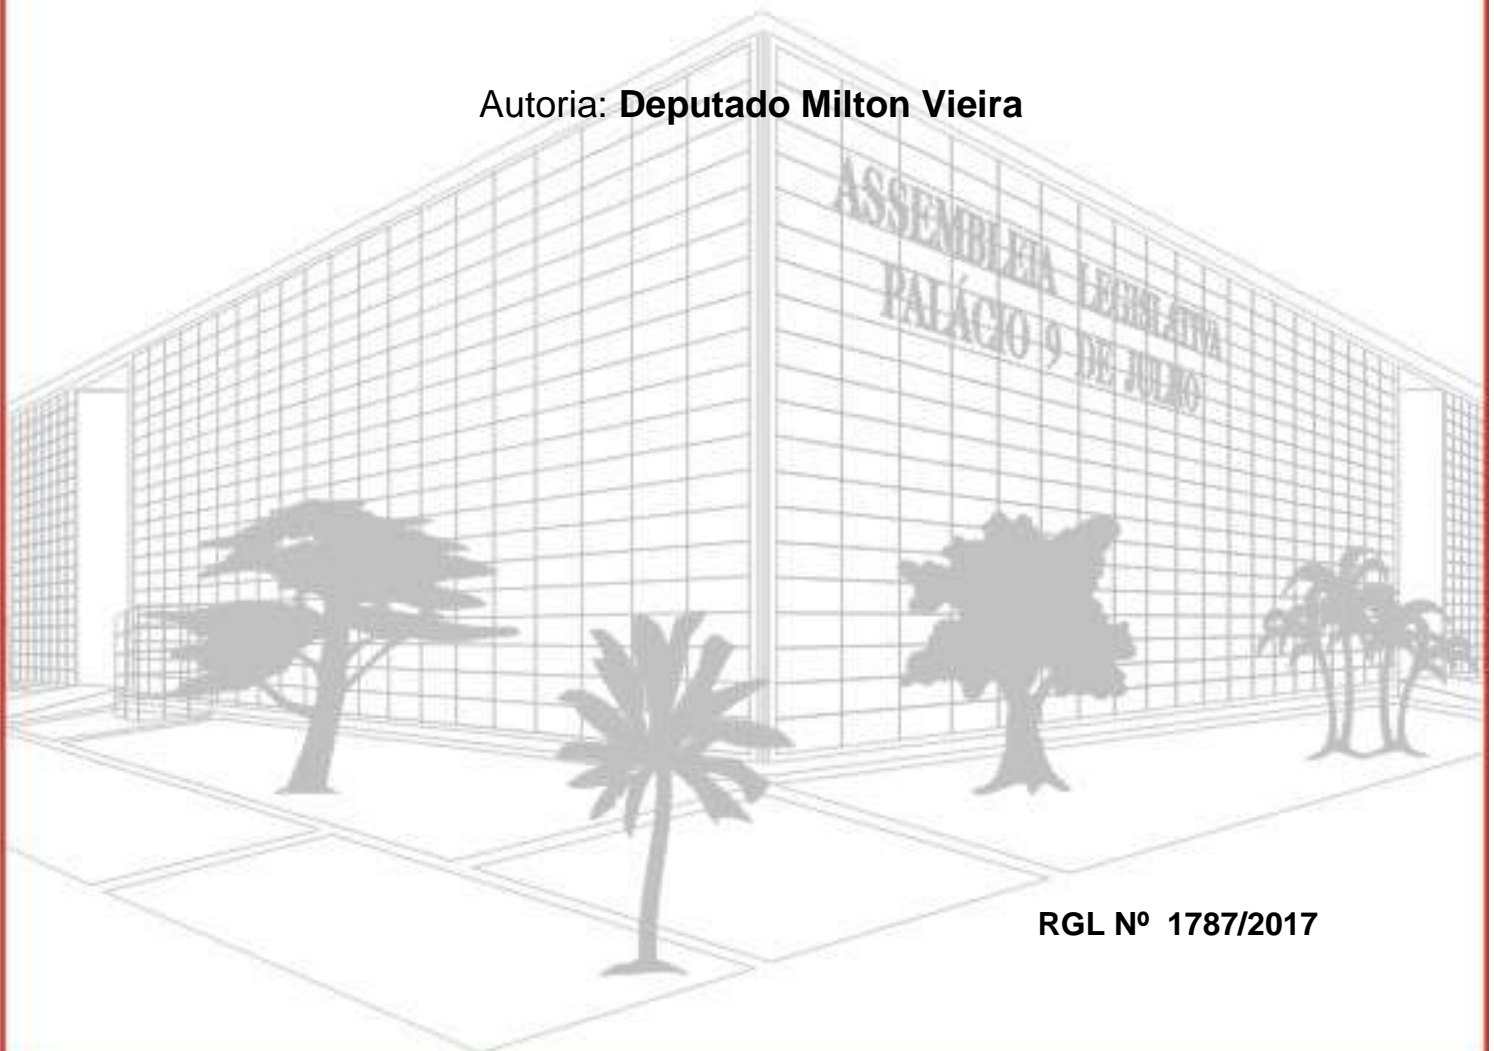 Autoria: Deputado Milton Vieira
ASSEMBLEIA LEGISLATIVA
PALÁCIO 9 DE JULHO
RGL Nº 1787/2017